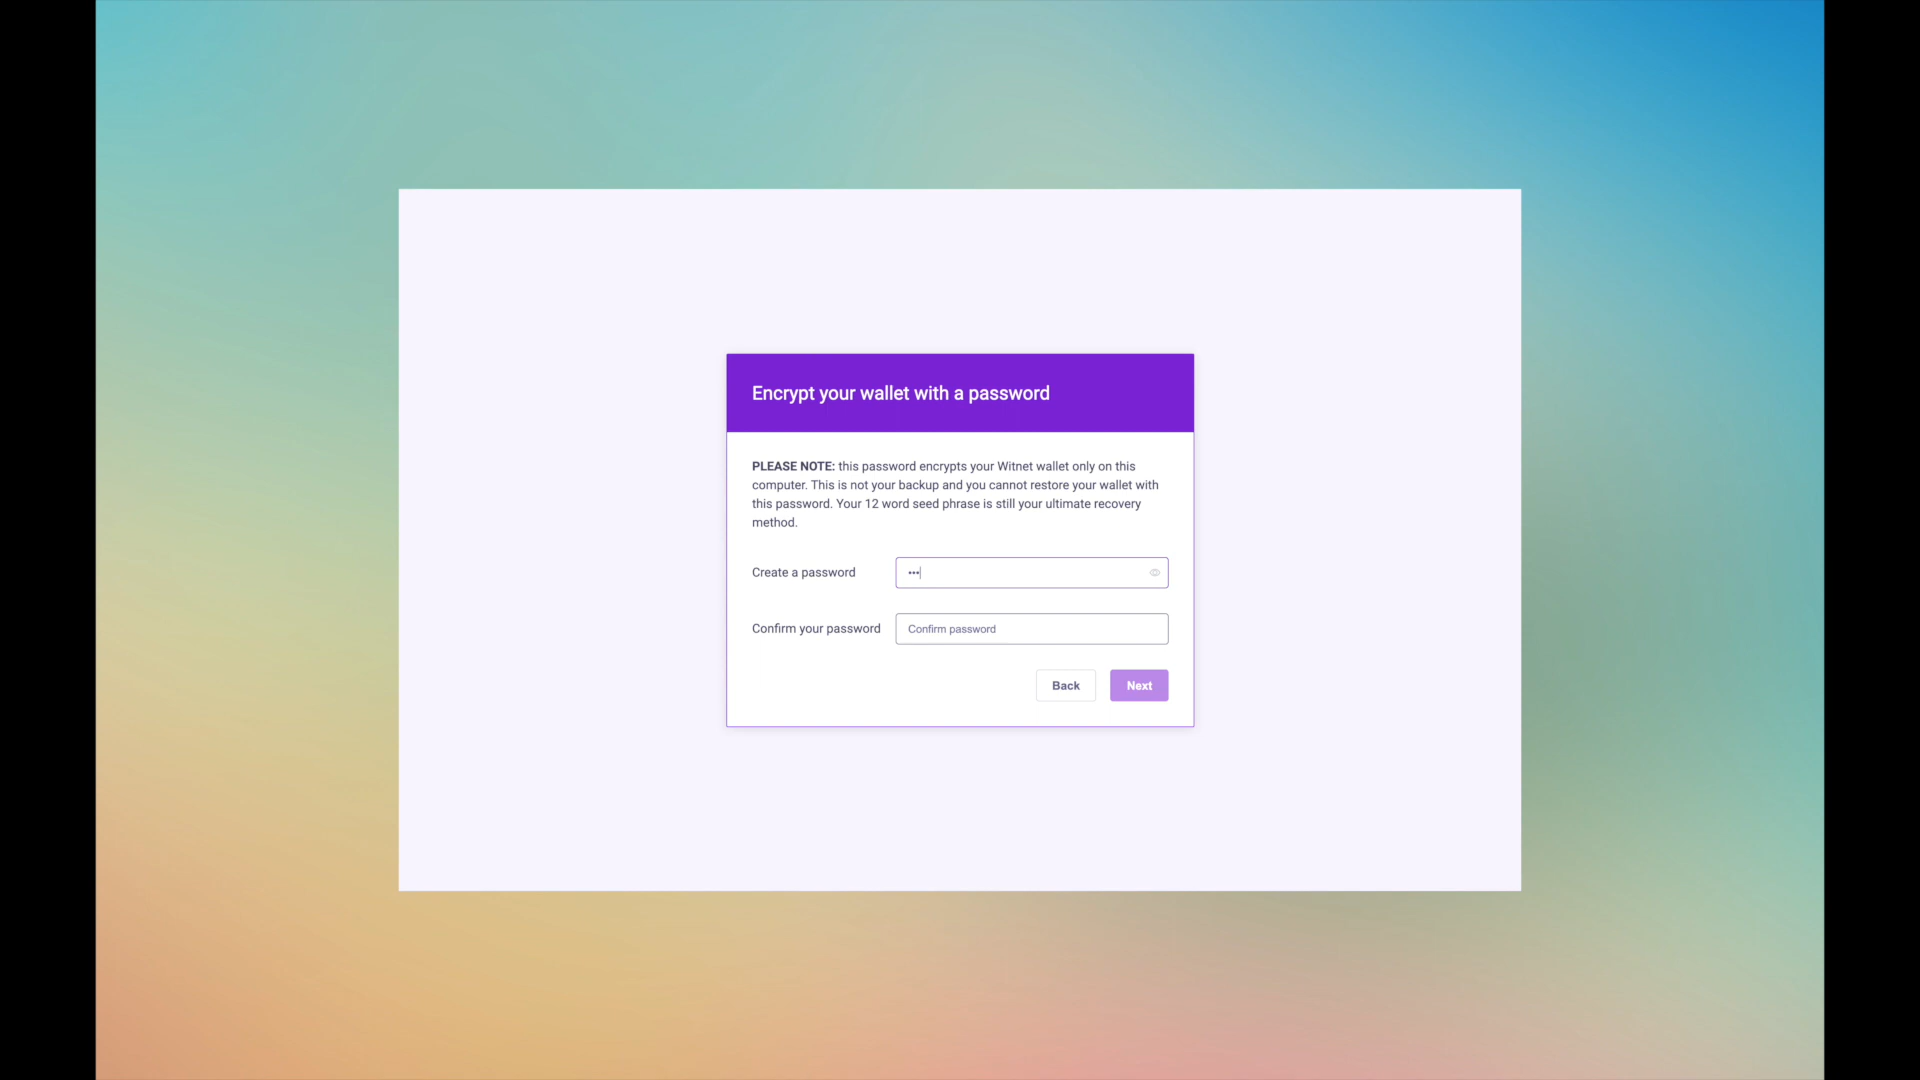 Encrypt your wallet with a password
PLEASE NOTE: this password encrypts your Witnet wallet only on this
computer. This is not your backup and you cannot restore your wallet with
this password. Your 12 word seed phrase is still your ultimate recovery
method.
Create a password •••
Confirm your password Confirm password
Back Next